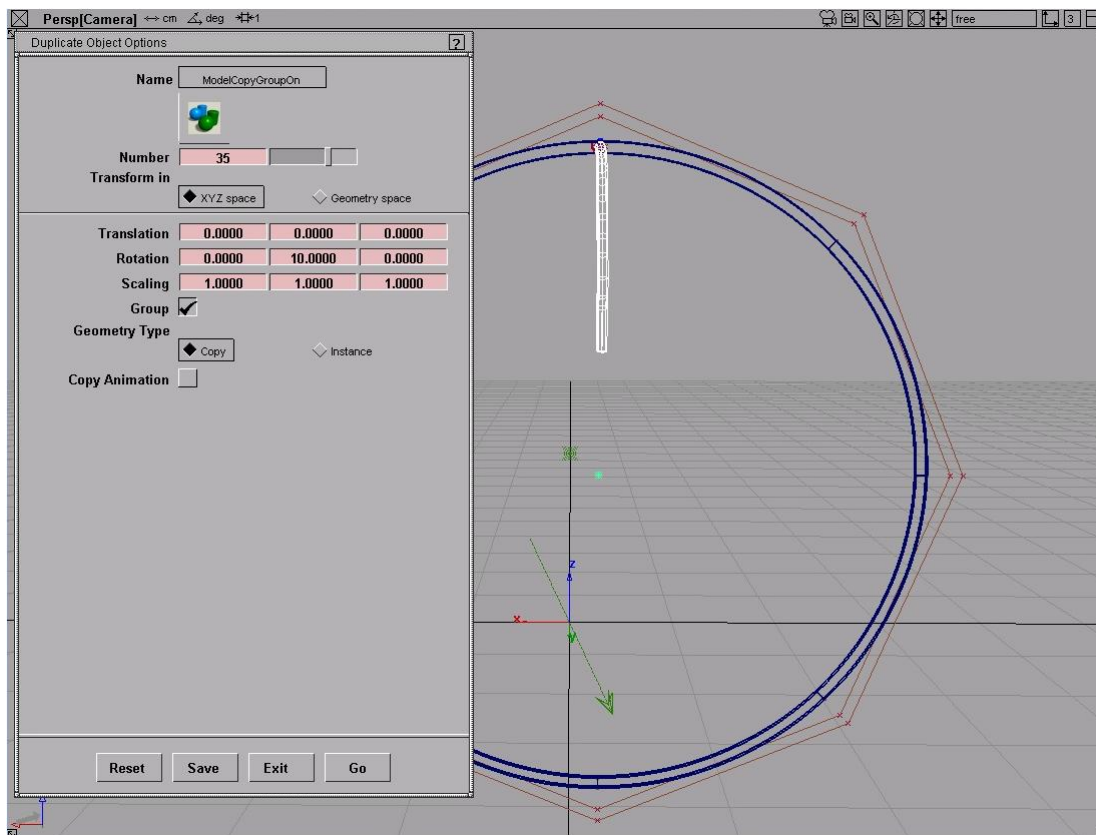 Persp[Camera] cm deg 1 free 3
Duplicate Object Options ?
Name ModelCopyGroupOn
Number 35
Transform in
XYZ space Geometry space
Translation 0.0000 0.0000 0.0000
Rotation 0.0000 10.0000 0.0000
Scaling 1.0000 1.0000 1.0000
Group
Geometry Type
Copy Instance
Copy Animation
z
x
y
Reset Save Exit Go